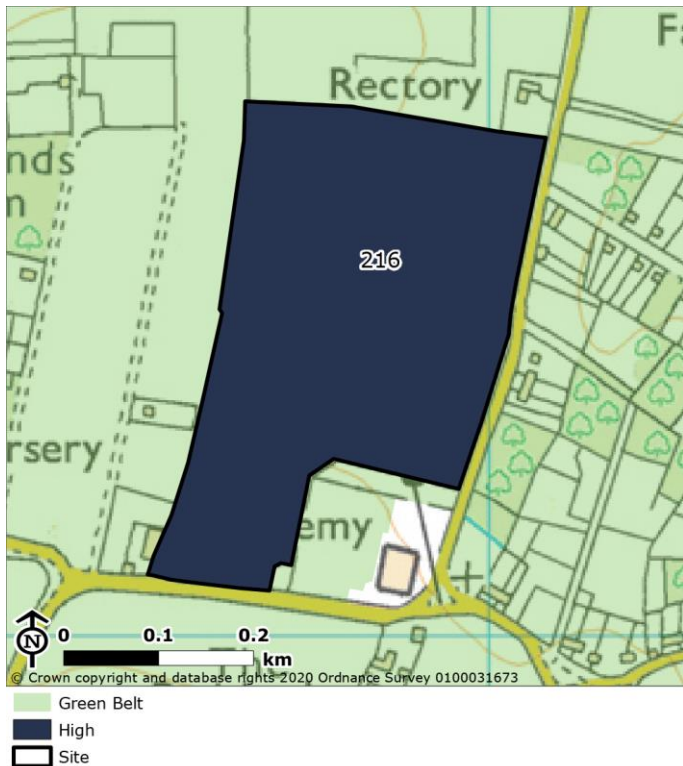 Rectory
Fa
nds
m
216
rsery
emy
N
0 0.1 0.2
km
© Crown copyright and database rights 2020 Ordnance Survey 0100031673
Green Belt
High
Site